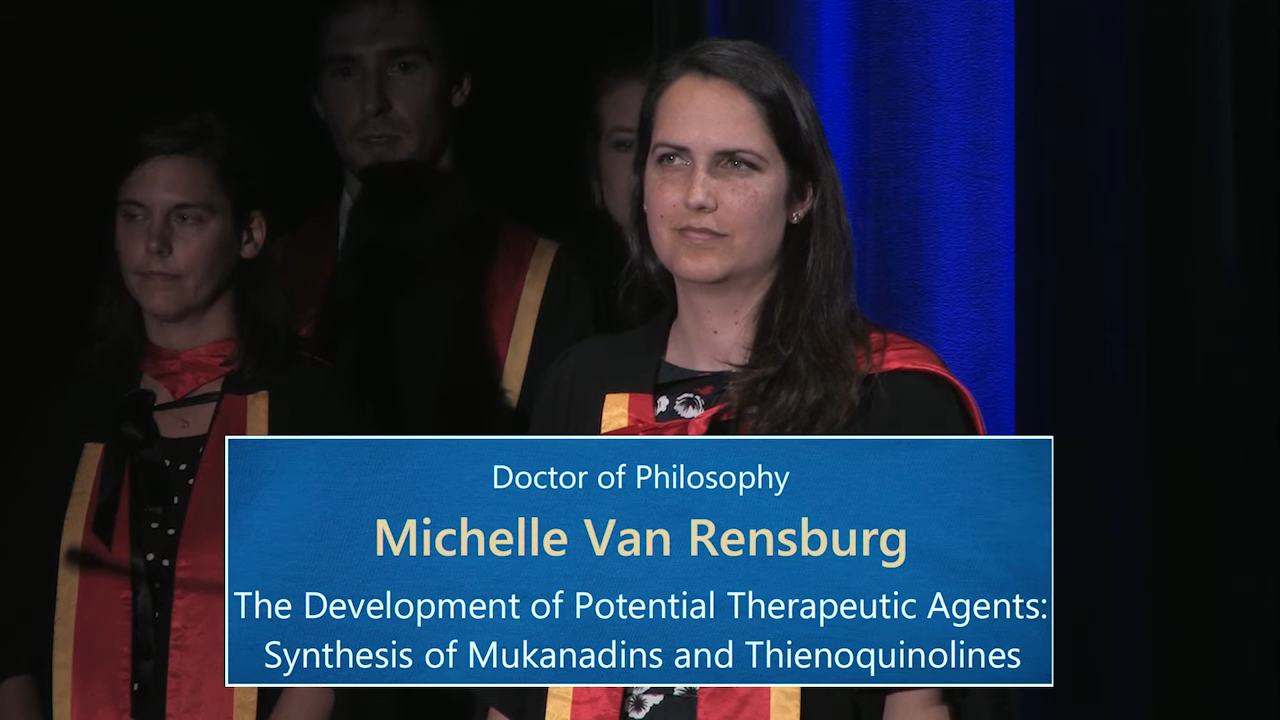 Doctor of Philosophy
Michelle Van Rensburg
The Development of Potential Therapeutic Agents:
Synthesis of Mukanadins and Thienoquinolines